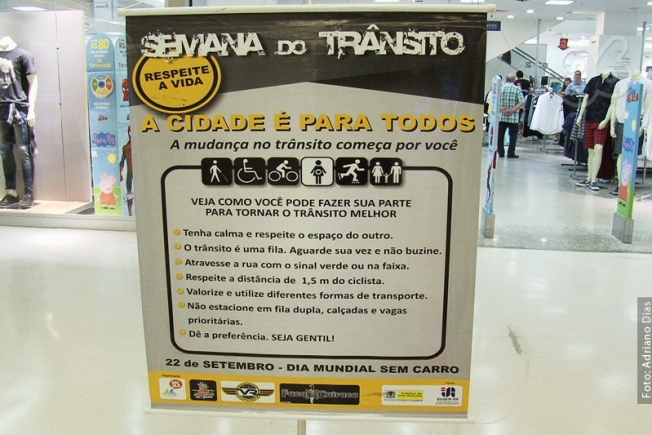 SEMANA DO TRÂNSITO
RESPEITE
A VIDA
A CIDADE É PARA TODOS
A mudança no trânsito começa por você
VEJA COMO VOCÊ PODE FAZER SUA PARTE
PARA TORNAR O TRÂNSITO MELHOR
Tenha calma e respeite o espaço do outro.
O trânsito é uma fila. Aguarde sua vez e não buzine.
Atravesse a rua com o sinal verde ou na faixa.
Respeite a distância de 1,5 m do ciclista.
Valorize e utilize diferentes formas de transporte.
Não estacione em fila dupla, calçadas e vagas
prioritárias.
Dê a preferência. SEJA GENTIL!
22 de SETEMBRO - DIA MUNDIAL SEM CARRO
Foto: Adriano Dias